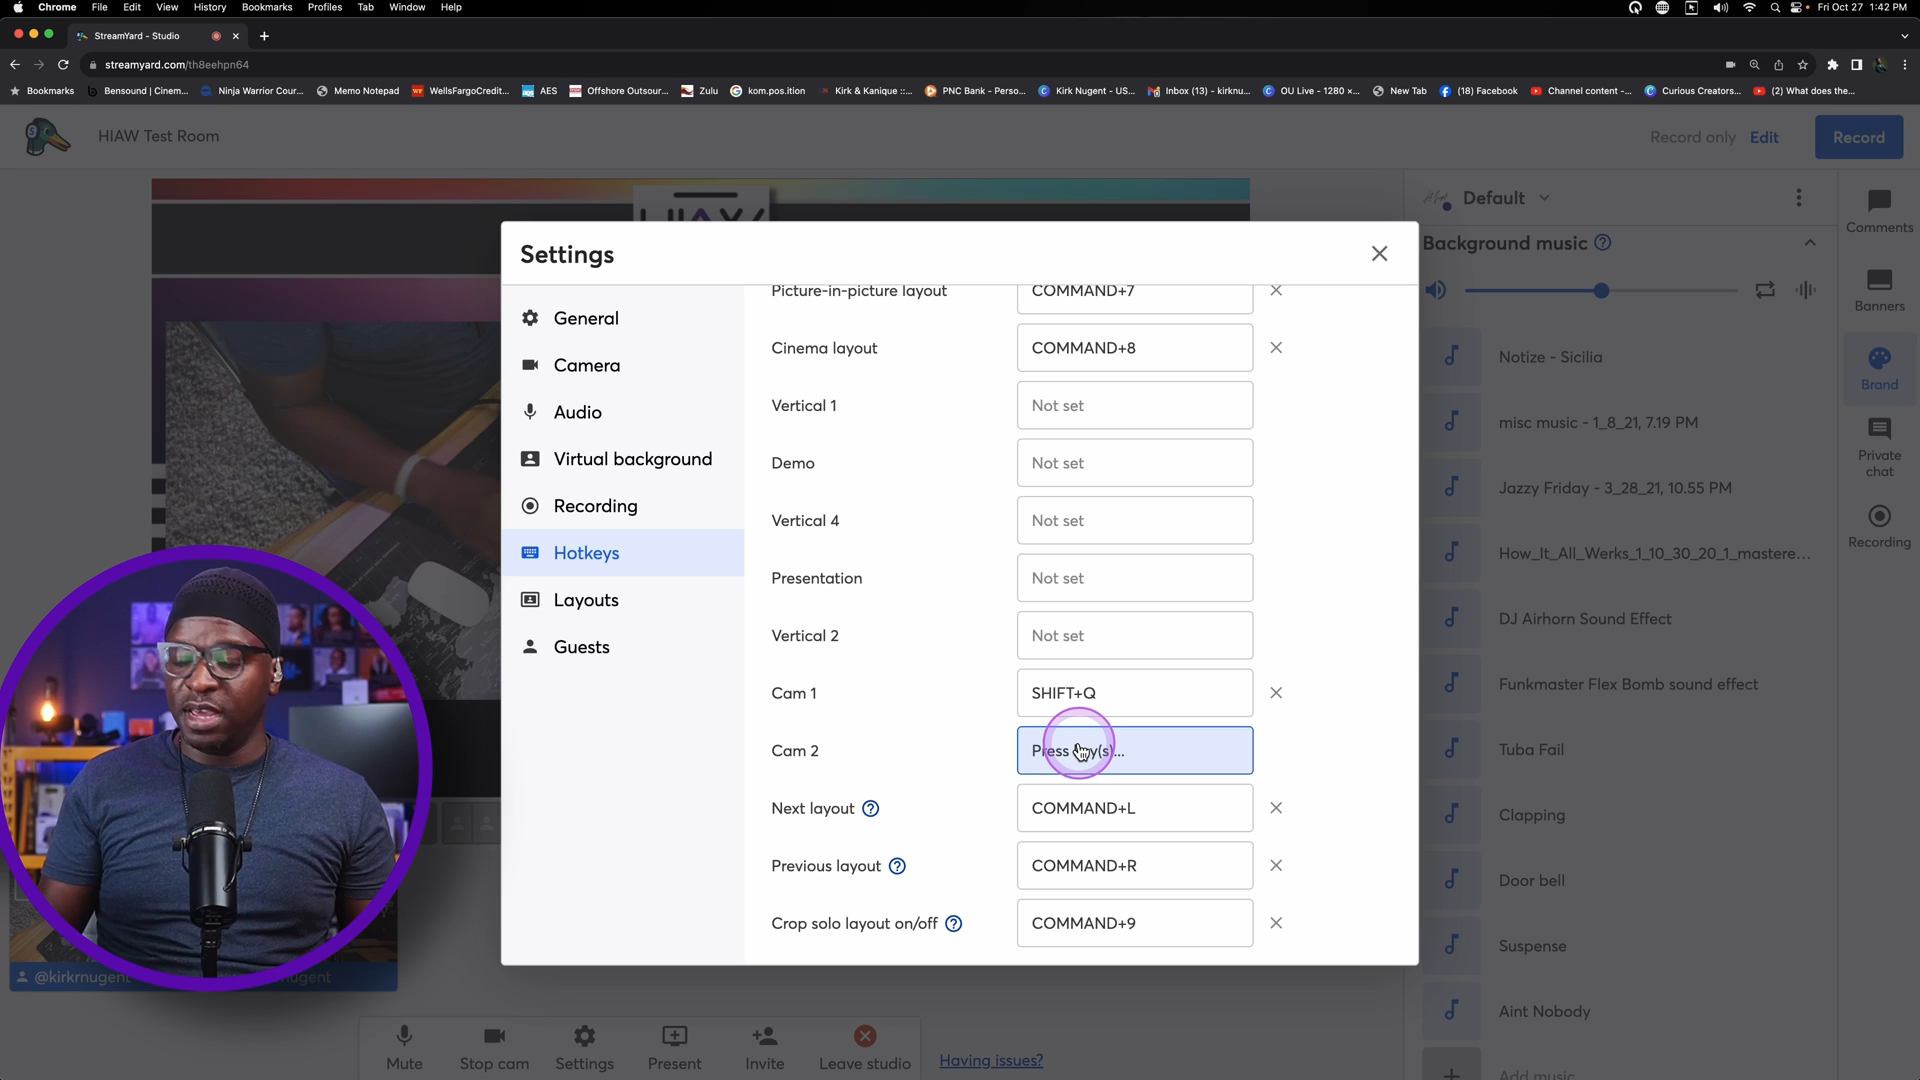 Chrome File Edit View History Bookmarks Profiles Tab Window Help Fri Oct 27 1:42 PM
StreamYard - Studio
streamyard.com/th8eehpn64
Bookmarks Bensound | Cinem... Ninja Warrior Cour... Memo Notepad WellsFargoCredit... AES Offshore Outsour... Zulu kom.pos.ition Kirk & Kanique ::... PNC Bank - Perso... Kirk Nugent - US... Inbox (13) - kirknu... OU Live - 1280 ×... New Tab (18) Facebook Channel content -... Curious Creators... (2) What does the...
HIAW Test Room
Record only Edit Record
Default
Background music
Notize - Sicilia
misc music - 1_8_21, 7.19 PM
Jazzy Friday - 3_28_21, 10.55 PM
How_It_All_Werks_1_10_30_20_1_mastere...
DJ Airhorn Sound Effect
Funkmaster Flex Bomb sound effect
Tuba Fail
Clapping
Door bell
Suspense
Aint Nobody
Add music
Comments
Banners
Brand
Private
chat
Recording
Settings
General
Camera
Audio
Virtual background
Recording
Hotkeys
Layouts
Guests
Picture-in-picture layout COMMAND+7
Cinema layout COMMAND+8
Vertical 1 Not set
Demo Not set
Vertical 4 Not set
Presentation Not set
Vertical 2 Not set
Cam 1 SHIFT+Q
Cam 2 Press key(s)...
Next layout COMMAND+L
Previous layout COMMAND+R
Crop solo layout on/off COMMAND+9
@kirkrnugent
Mute Stop cam Settings Present Invite Leave studio Having issues?